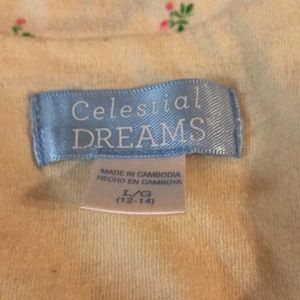 Celestial
DREAMS
MADE IN CAMBODIA
HECHO EN CAMBOYA
L/G
(12-14)